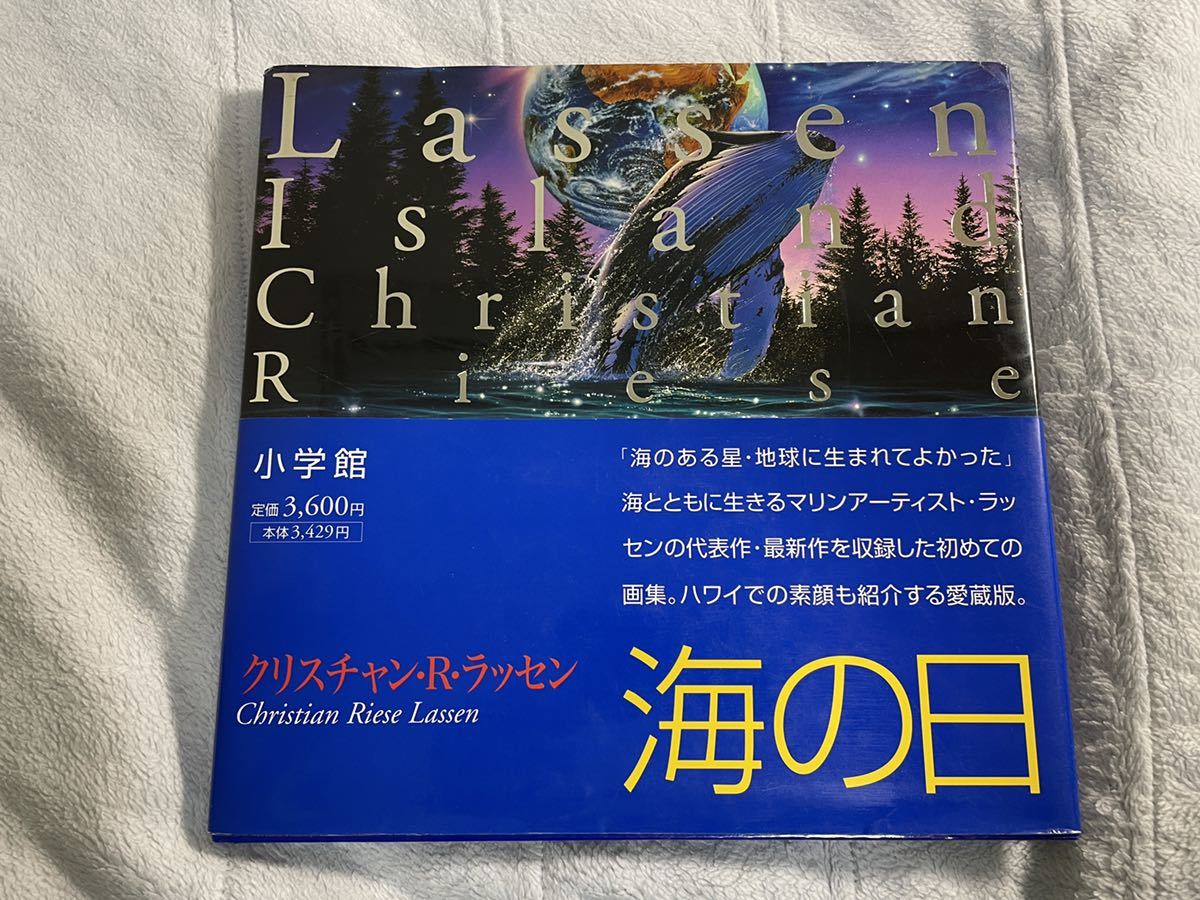 Lassen
Island
Christian
Riese
小学館
定価3,600円
本体3,429円
「海のある星・地球に生まれてよかった」
海とともに生きるマリンアーティスト・ラッ
センの代表作・最新作を収録した初めての
画集。ハワイでの素顔も紹介する愛蔵版。
クリスチャン・R・ラッセン
Christian Riese Lassen
海の日